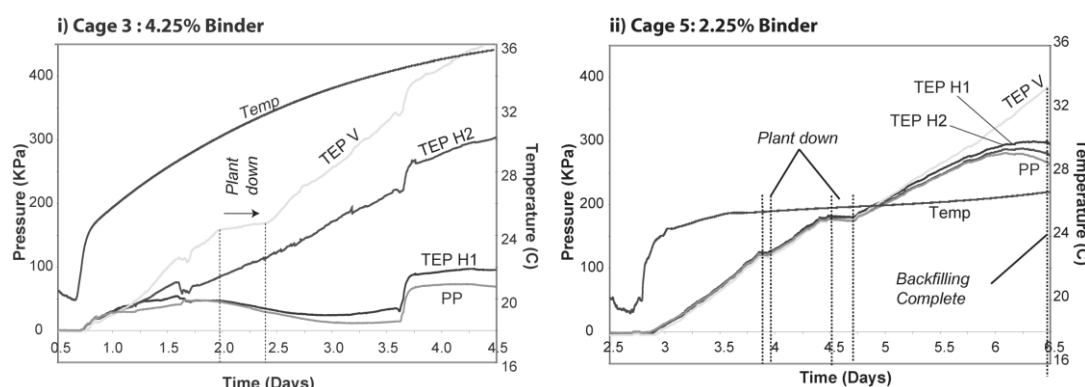 i) Cage 3 : 4.25% Binder
400
300
200
100
0
Pressure (KPa)
0.5 1.0 1.5 2.0 2.5 3.0 3.5 4.0 4.5
Time (Days)
36
32
28
24
20
16
Temperature (C)
Temp
TEP V
Plant
down
TEP H2
TEP H1
PP
ii) Cage 5: 2.25% Binder
400
300
200
100
0
Pressure (KPa)
2 2.5 3 3.5 4 4.5 5 5.5 6 6.5
Time (Days)
36
32
28
24
20
16
Temperature (C)
TEP H1
TEP V
TEP H2
Plant down
PP
Temp
Backfilling
Complete